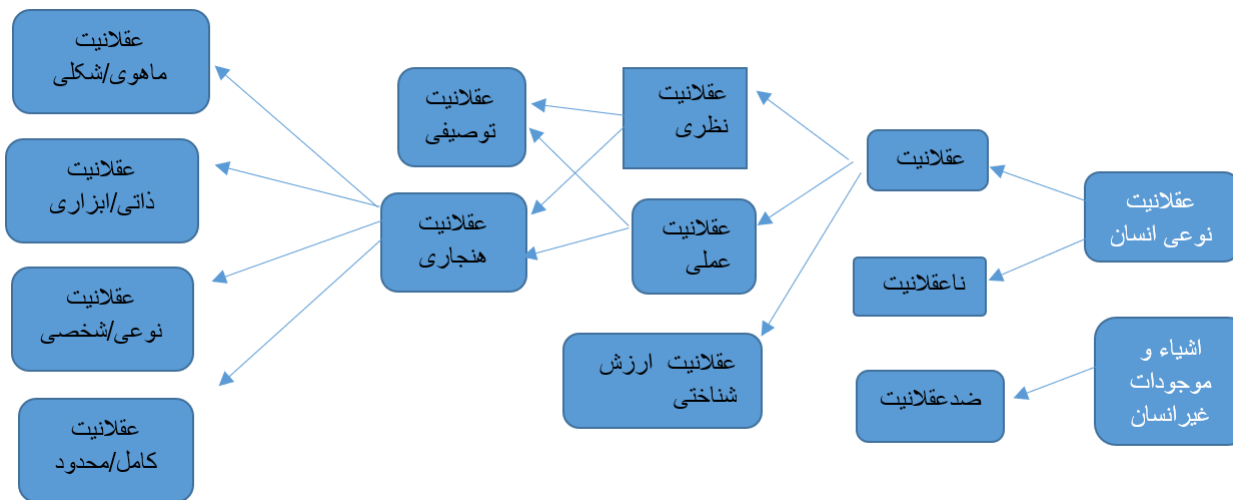 عقلانیت
نوعی انسان
اشیاء و
موجودات
غیرانسان
عقلانیت
ناعقلانیت
ضدعقلانیت
عقلانیت
نظری
عقلانیت
عملی
عقلانیت ارزش
شناختی
عقلانیت
توصیفی
عقلانیت
هنجاری
عقلانیت
ماهوی/شکلی
عقلانیت
ذاتی/ابزاری
عقلانیت
نوعی/شخصی
عقلانیت
کامل/محدود